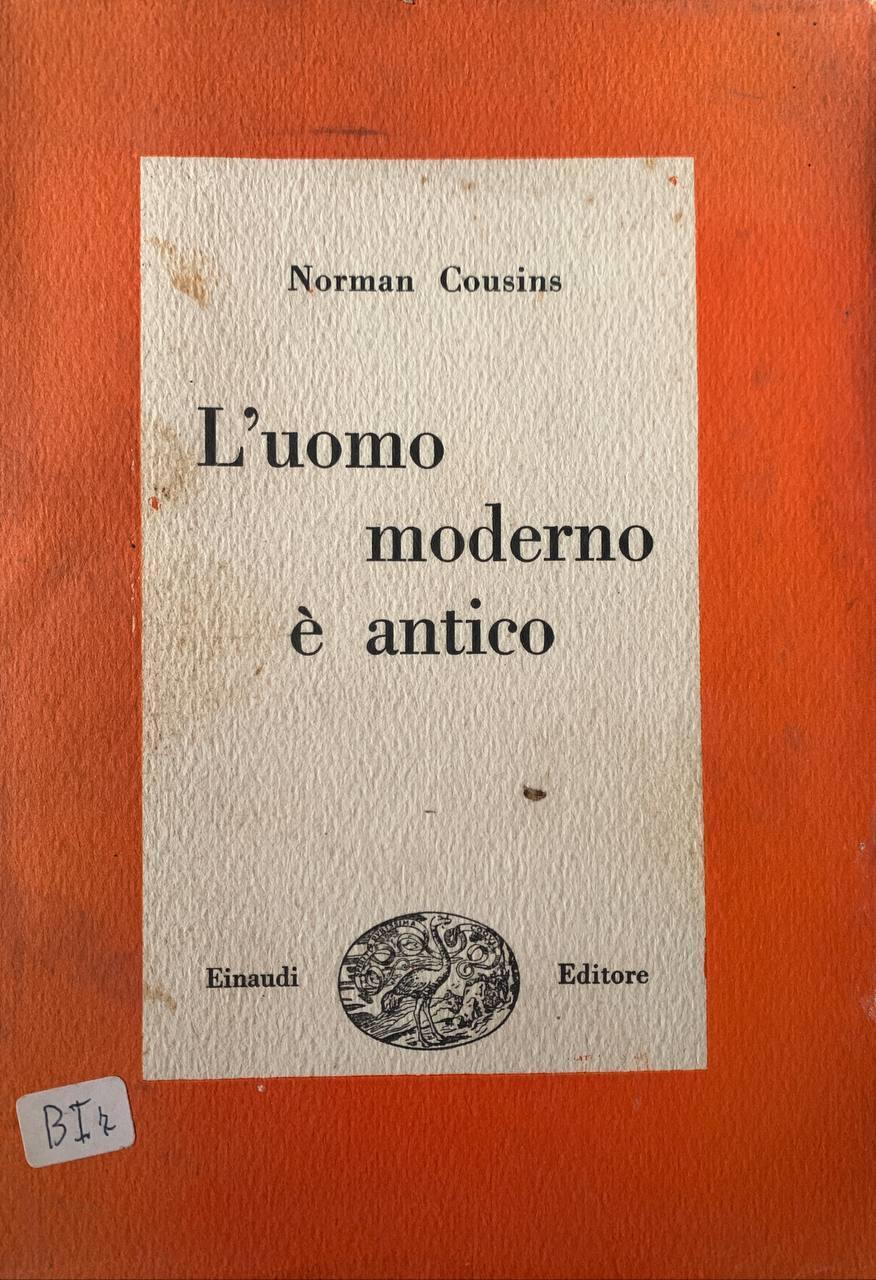 Norman Cousins
L'uomo
moderno
è antico
Einaudi
Editore